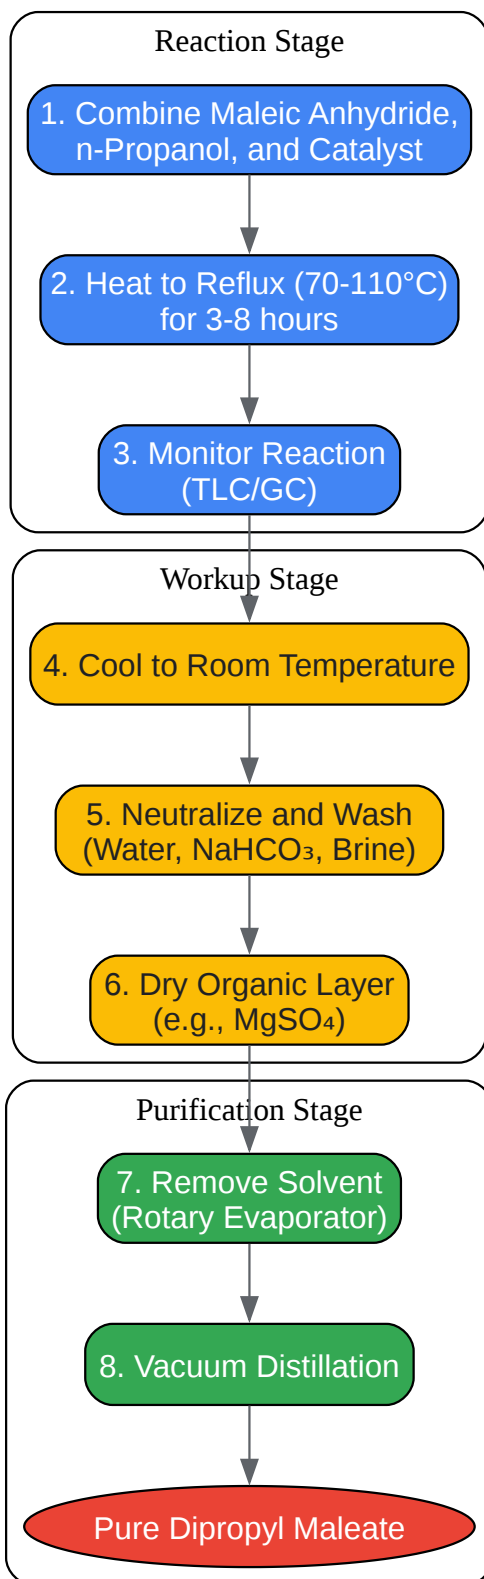 Reaction Stage
1. Combine Maleic Anhydride,
n-Propanol, and Catalyst
2. Heat to Reflux (70-110°C)
for 3-8 hours
3. Monitor Reaction
(TLC/GC)
Workup Stage
4. Cool to Room Temperature
5. Neutralize and Wash
(Water, NaHCO₃, Brine)
6. Dry Organic Layer
(e.g., MgSO₄)
Purification Stage
7. Remove Solvent
(Rotary Evaporator)
8. Vacuum Distillation
Pure Dipropyl Maleate